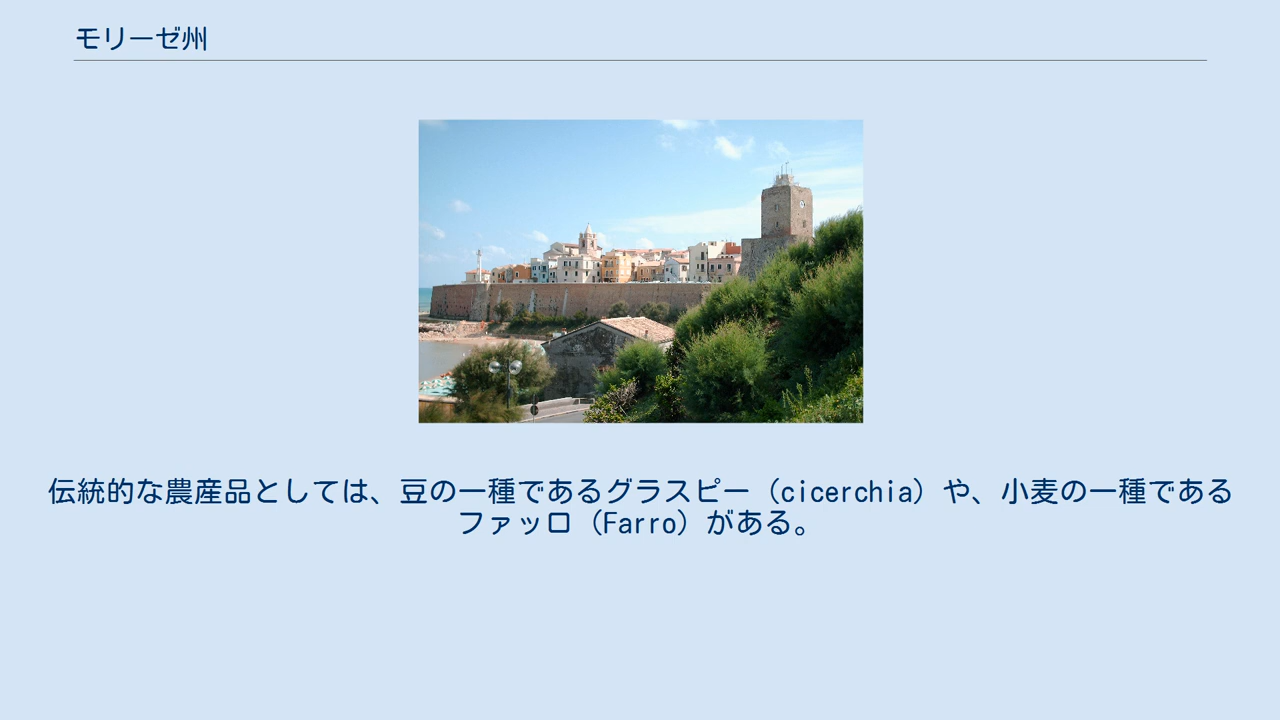 モリーゼ州
伝統的な農産品としては、豆の一種であるグラスピー（cicerchia）や、小麦の一種である
ファッロ（Farro）がある。